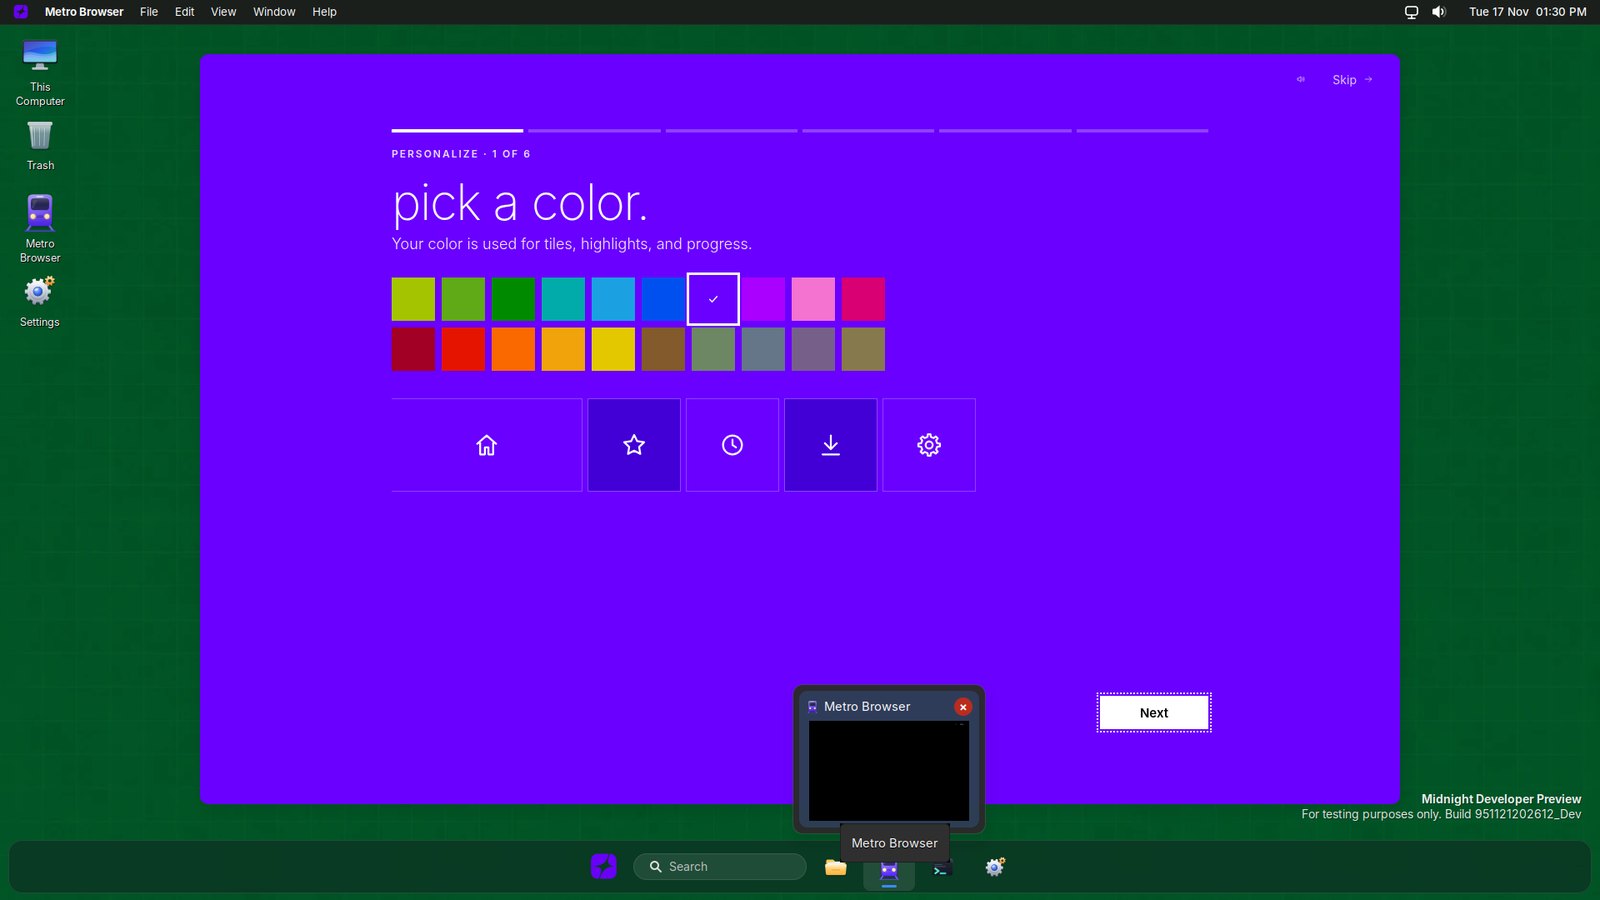 Metro Browser File Edit View Window Help
Tue 17 Nov 01:30 PM
This
Computer
Trash
Metro
Browser
Settings
Skip
PERSONALIZE · 1 OF 6
pick a color.
Your color is used for tiles, highlights, and progress.
Next
Metro Browser
Metro Browser
Midnight Developer Preview
For testing purposes only. Build 951121202612_Dev
Search